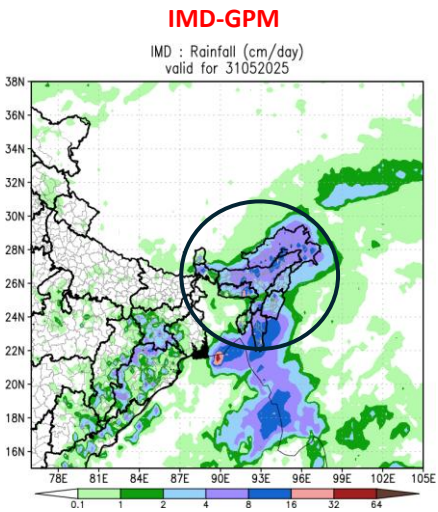 IMD-GPM
IMD : Rainfall (cm/day)
valid for 31052025
38N
36N
34N
32N
30N
28N
26N
24N
22N
20N
18N
16N
78E 81E 84E 87E 90E 93E 96E 99E 102E 105E
0.1 1 2 4 8 16 32 64